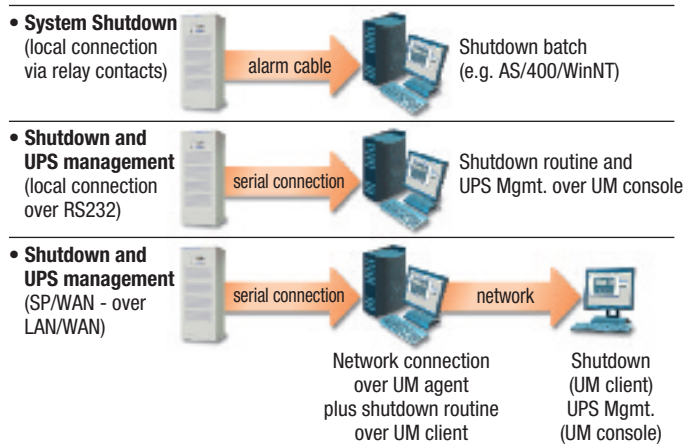 • System Shutdown
(local connection
via relay contacts)
alarm cable
Shutdown batch
(e.g. AS/400/WinNT)
• Shutdown and
UPS management
(local connection
over RS232)
serial connection
Shutdown routine and
UPS Mgmt. over UM console
• Shutdown and
UPS management
(SP/WAN - over
LAN/WAN)
serial connection
network
Network connection
over UM agent
plus shutdown routine
over UM client
Shutdown
(UM client)
UPS Mgmt.
(UM console)